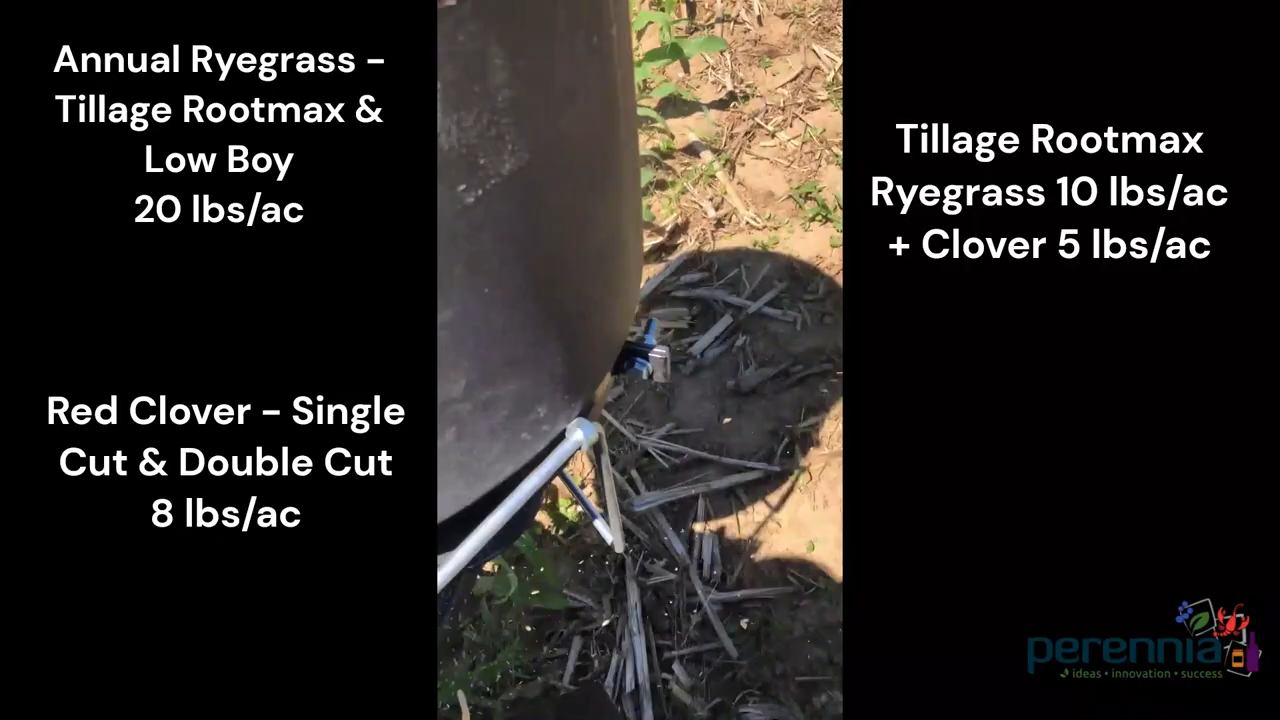 Annual Ryegrass -
Tillage Rootmax &
Low Boy
20 lbs/ac
Red Clover - Single
Cut & Double Cut
8 lbs/ac
Tillage Rootmax
Ryegrass 10 lbs/ac
+ Clover 5 lbs/ac
perennia
ideas • innovation • success